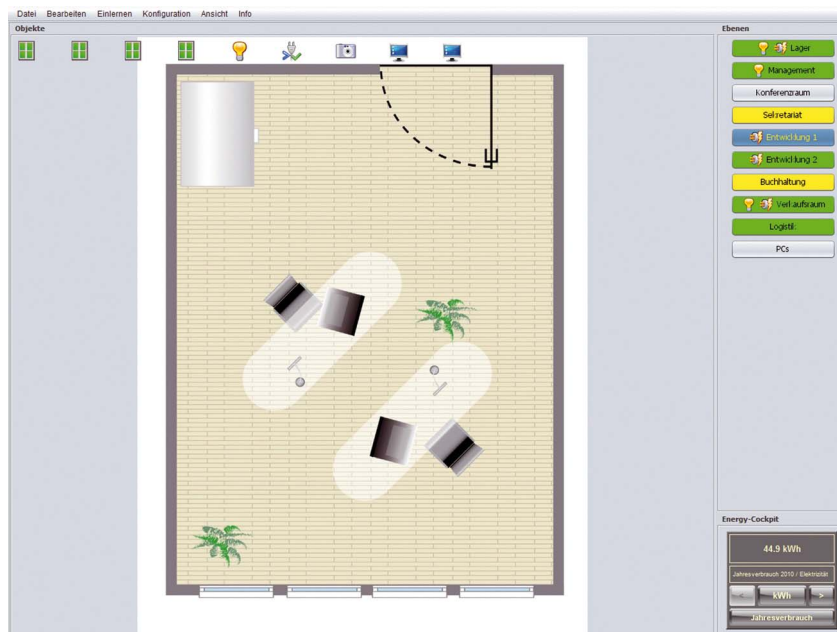 Datei Bearbeiten Einlernen Konfiguration Ansicht Info
Objekte
Ebenen
Lager
Management
Konferenzraum
Sekretariat
Entwicklung 1
Entwicklung 2
Buchhaltung
Verkaufsraum
Logistik
PCs
Energy-Cockpit
44.9 kWh
Jahresverbrauch 2010 / Elektrizität
< kWh >
Jahresverbrauch